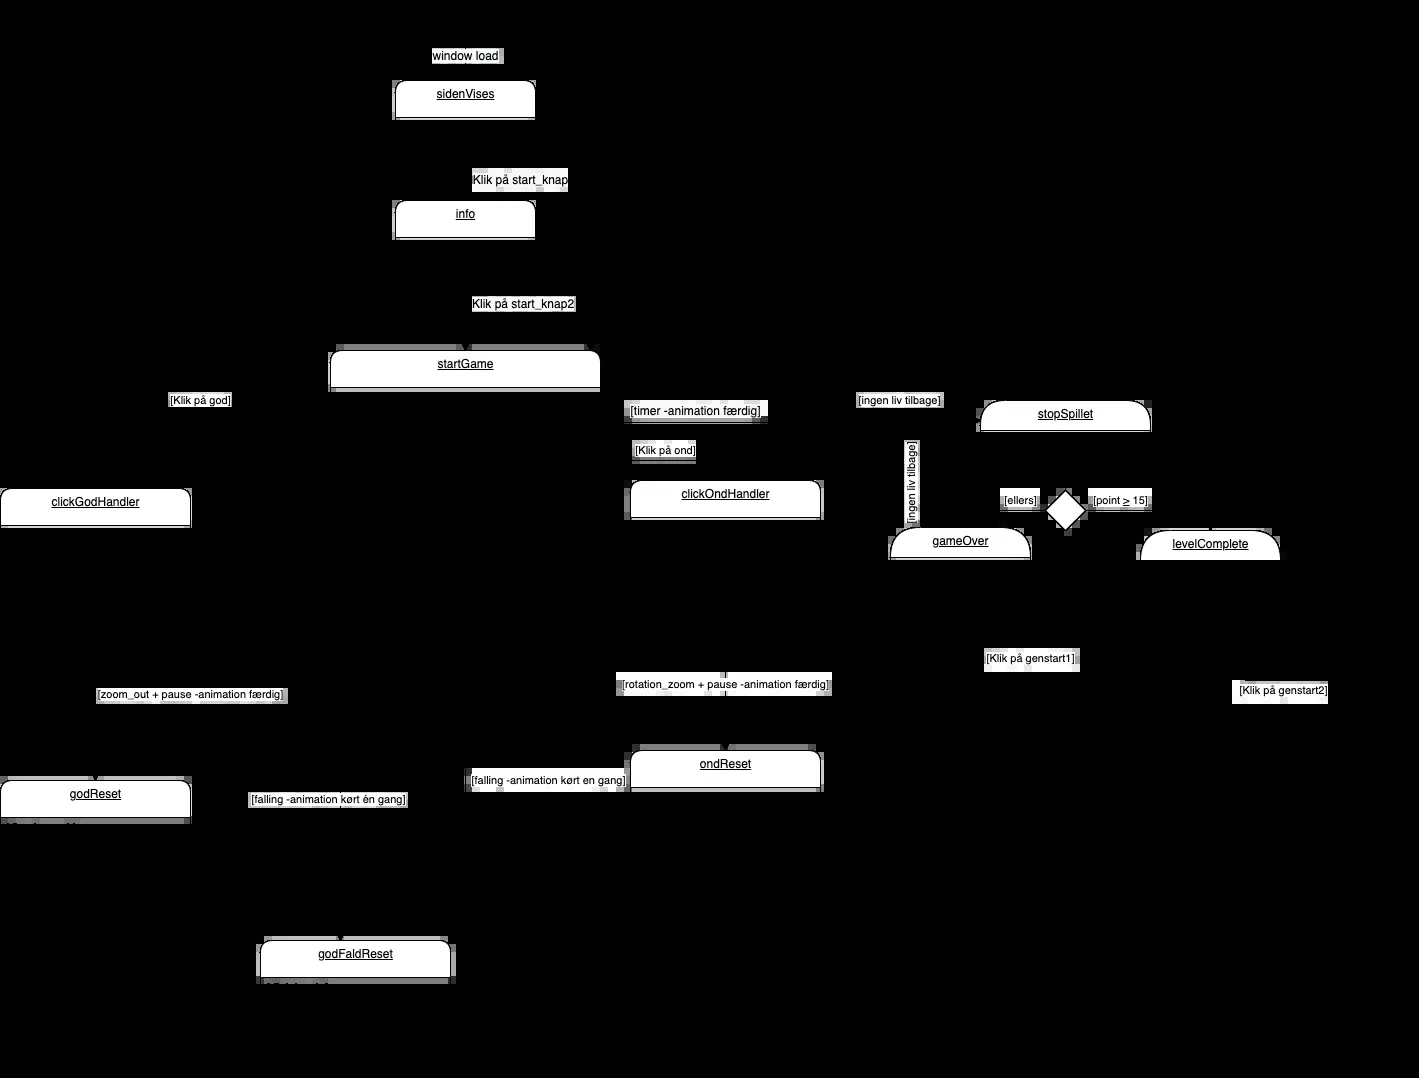 window load
sidenVises
Klik på start_knap
info
Klik på start_knap2
startGame
[Klik på god]
[timer -animation færdig]
[ingen liv tilbage]
stopSpillet
[Klik på ond]
[ingen liv tilbage]
clickGodHandler
clickOndHandler
[ellers]
[point ≥ 15]
gameOver
levelComplete
[Klik på genstart1]
[zoom_out + pause -animation færdig]
[rotation_zoom + pause -animation færdig]
[Klik på genstart2]
ondReset
[falling -animation kørt en gang]
godReset
[falling -animation kørt én gang]
godFaldReset